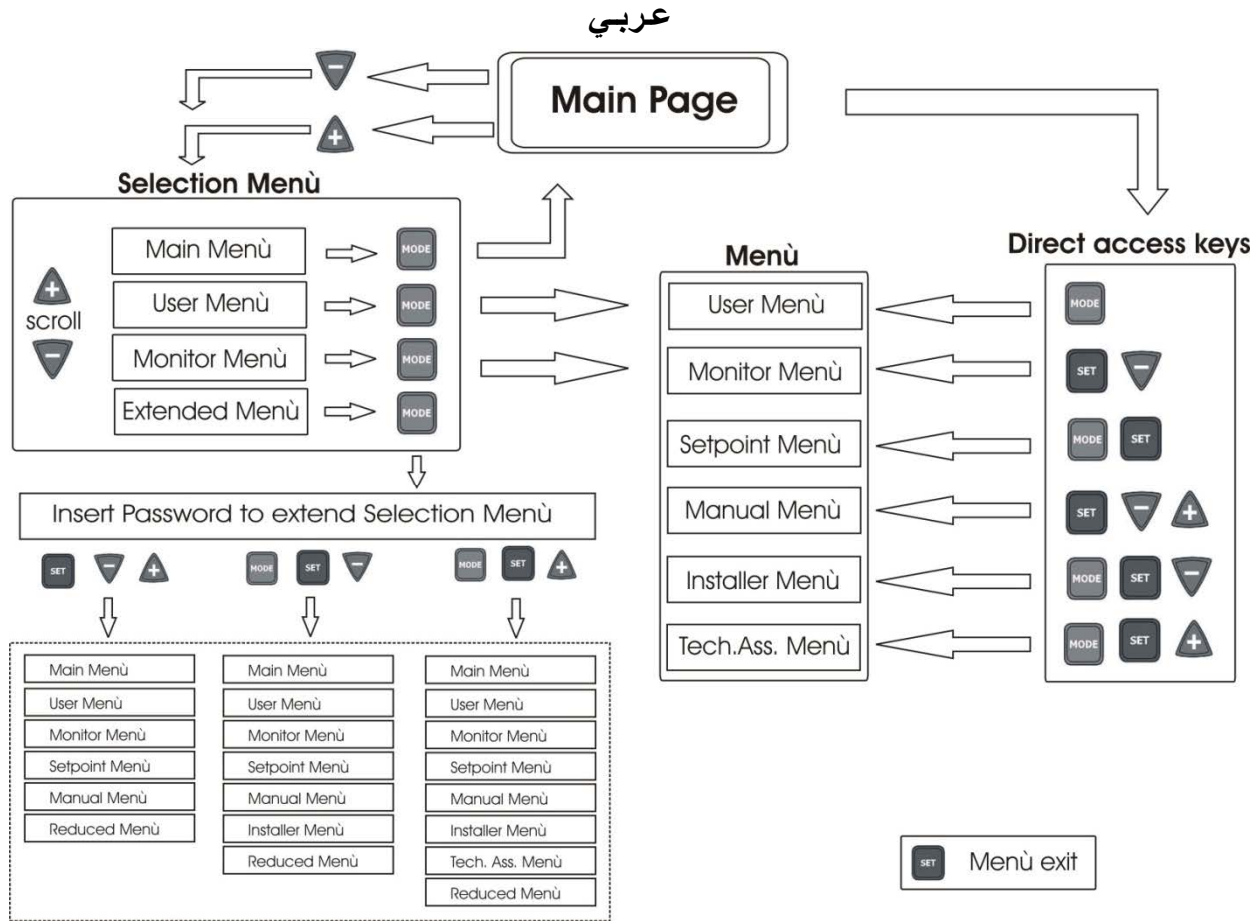 عربي
Main Page
Selection Menù
Main Menù
MODE
User Menù
MODE
scroll
Monitor Menù
MODE
Extended Menù
MODE
Insert Password to extend Selection Menù
SET
MODE SET
MODE SET
Main Menù
User Menù
Monitor Menù
Setpoint Menù
Manual Menù
Reduced Menù
Main Menù
User Menù
Monitor Menù
Setpoint Menù
Manual Menù
Installer Menù
Reduced Menù
Main Menù
User Menù
Monitor Menù
Setpoint Menù
Manual Menù
Installer Menù
Tech. Ass. Menù
Reduced Menù
Menù
User Menù
Monitor Menù
Setpoint Menù
Manual Menù
Installer Menù
Tech.Ass. Menù
Direct access keys
MODE
SET
MODE SET
SET
MODE SET
MODE SET
SET Menù exit